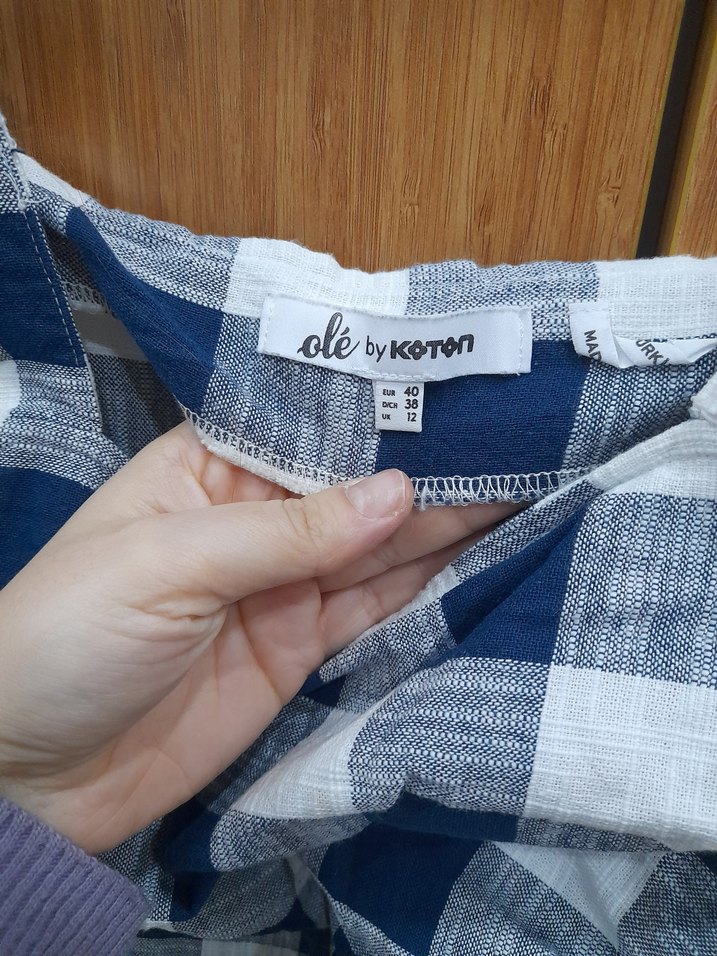 olé by KOTON
EUR 40
D/CH 38
UK 12